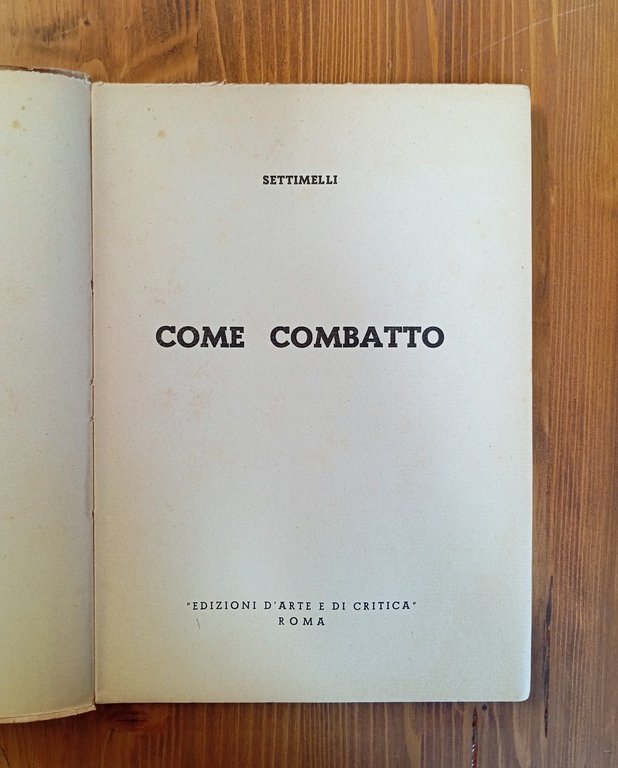 SETTIMELLI
COME COMBATTO
"EDIZIONI D'ARTE E DI CRITICA"
ROMA